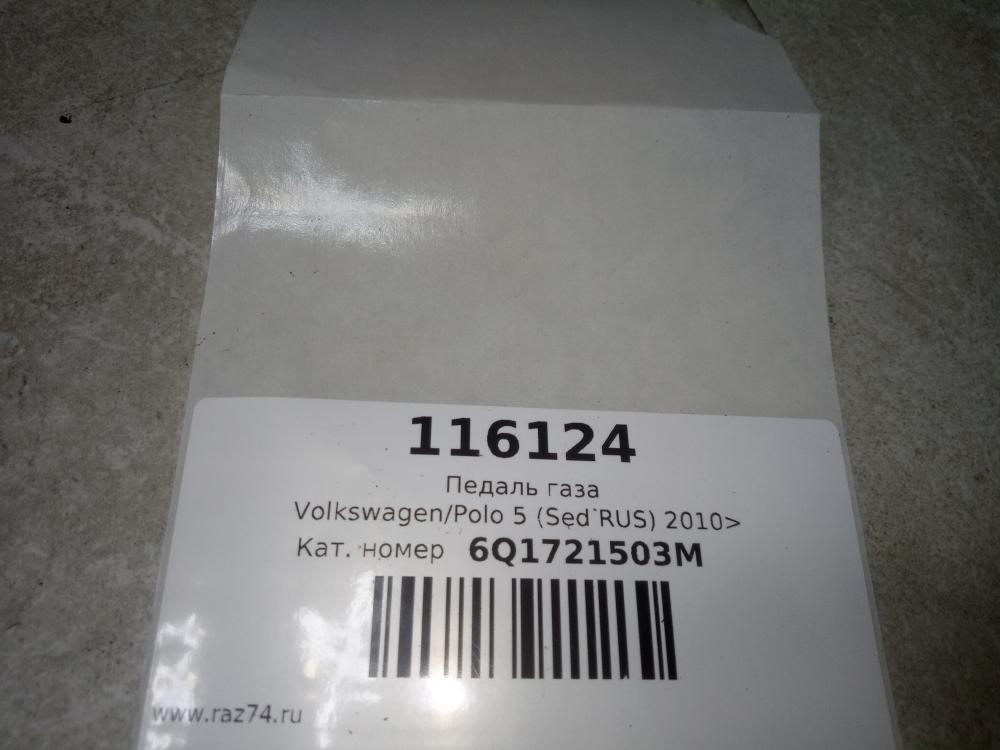 116124
Педаль газа
Volkswagen/Polo 5 (Sed RUS) 2010>
Кат. номер 6Q1721503M
www.raz74.ru